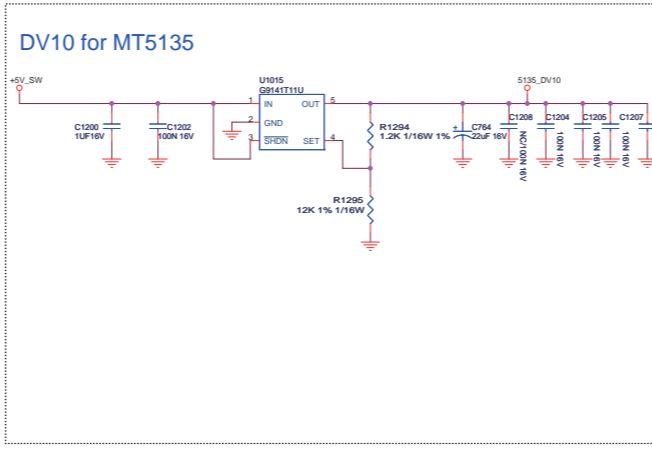 DV10 for MT5135
+5V_SW
U1015
G9141T11U
5135_DV10
1
IN
OUT
5
2
GND
3
SHDN
SET
4
C1200
1UF16V
C1202
100N 16V
R1294
1.2K 1/16W 1%
+
C764
22uF 16V
C1208
NC/100N 16V
C1204
100N 16V
C1205
100N 16V
100N 16V
C1207
R1295
12K 1% 1/16W